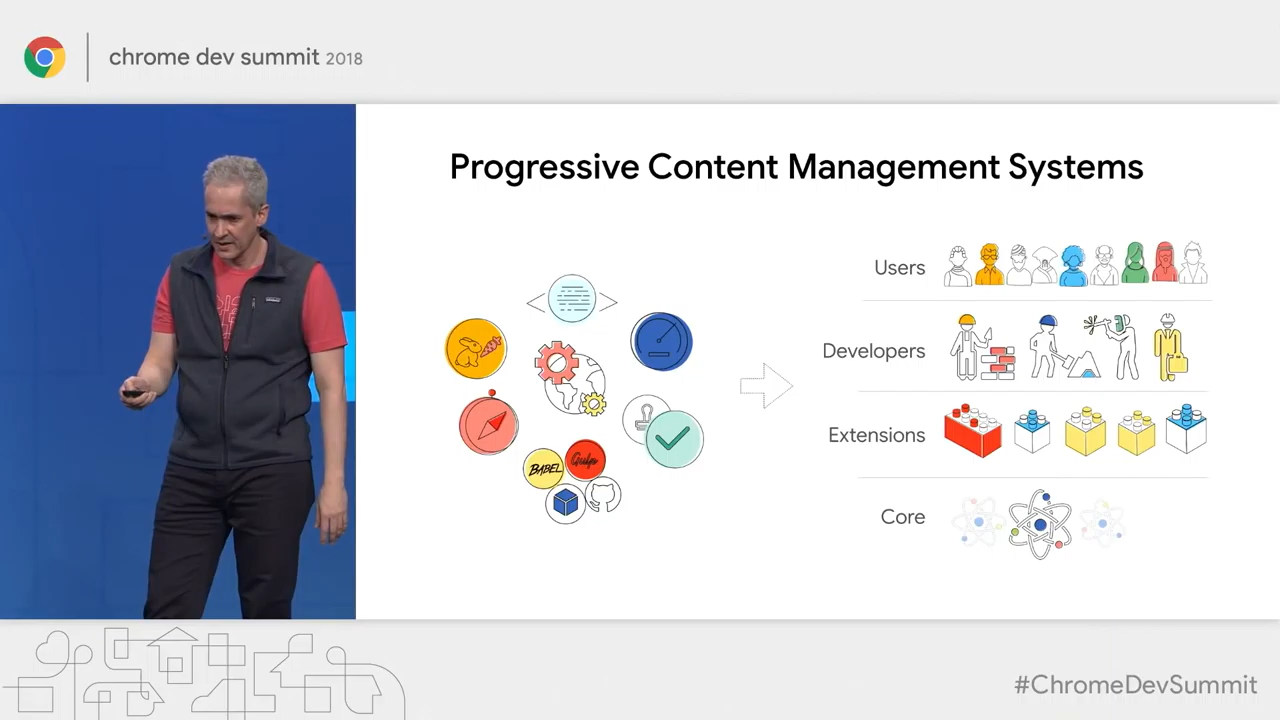 chrome dev summit 2018
Progressive Content Management Systems
Users
Developers
Extensions
Core
BABEL
Gulp
#ChromeDevSummit